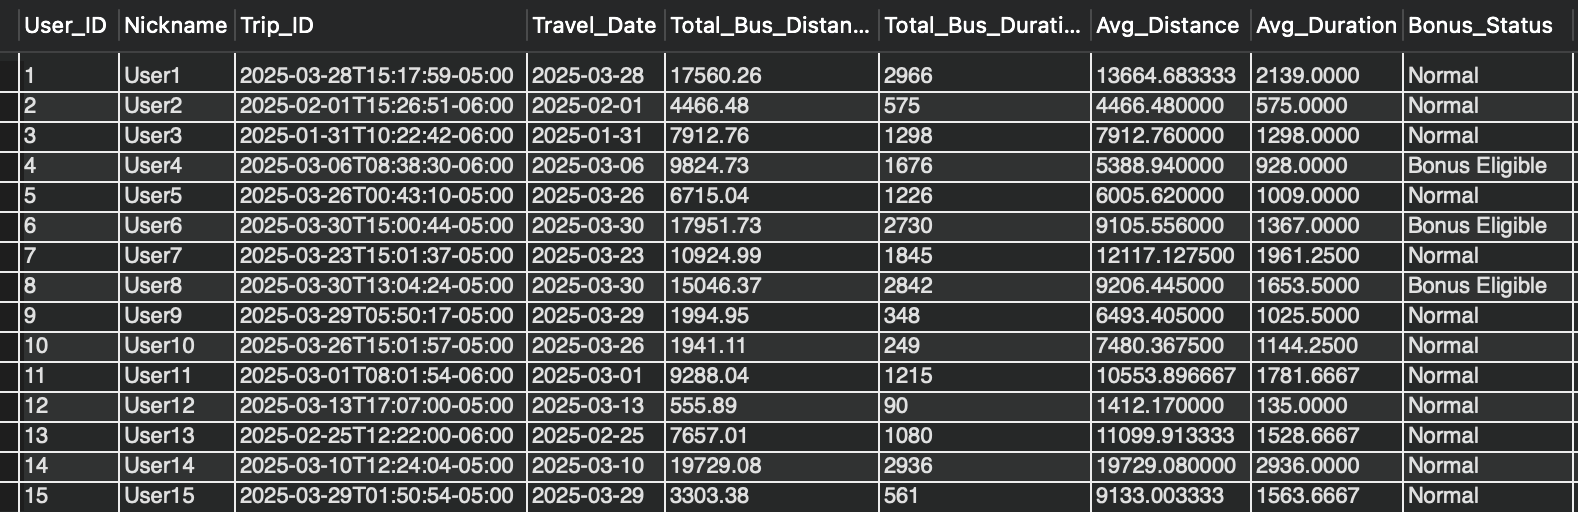 User_ID Nickname Trip_ID Travel_Date Total_Bus_Distan... Total_Bus_Durati... Avg_Distance Avg_Duration Bonus_Status
1 User1 2025-03-28T15:17:59-05:00 2025-03-28 17560.26 2966 13664.683333 2139.0000 Normal
2 User2 2025-02-01T15:26:51-06:00 2025-02-01 4466.48 575 4466.480000 575.0000 Normal
3 User3 2025-01-31T10:22:42-06:00 2025-01-31 7912.76 1298 7912.760000 1298.0000 Normal
4 User4 2025-03-06T08:38:30-06:00 2025-03-06 9824.73 1676 5388.940000 928.0000 Bonus Eligible
5 User5 2025-03-26T00:43:10-05:00 2025-03-26 6715.04 1226 6005.620000 1009.0000 Normal
6 User6 2025-03-30T15:00:44-05:00 2025-03-30 17951.73 2730 9105.556000 1367.0000 Bonus Eligible
7 User7 2025-03-23T15:01:37-05:00 2025-03-23 10924.99 1845 12117.127500 1961.2500 Normal
8 User8 2025-03-30T13:04:24-05:00 2025-03-30 15046.37 2842 9206.445000 1653.5000 Bonus Eligible
9 User9 2025-03-29T05:50:17-05:00 2025-03-29 1994.95 348 6493.405000 1025.5000 Normal
10 User10 2025-03-26T15:01:57-05:00 2025-03-26 1941.11 249 7480.367500 1144.2500 Normal
11 User11 2025-03-01T08:01:54-06:00 2025-03-01 9288.04 1215 10553.896667 1781.6667 Normal
12 User12 2025-03-13T17:07:00-05:00 2025-03-13 555.89 90 1412.170000 135.0000 Normal
13 User13 2025-02-25T12:22:00-06:00 2025-02-25 7657.01 1080 11099.913333 1528.6667 Normal
14 User14 2025-03-10T12:24:04-05:00 2025-03-10 19729.08 2936 19729.080000 2936.0000 Normal
15 User15 2025-03-29T01:50:54-05:00 2025-03-29 3303.38 561 9133.003333 1563.6667 Normal